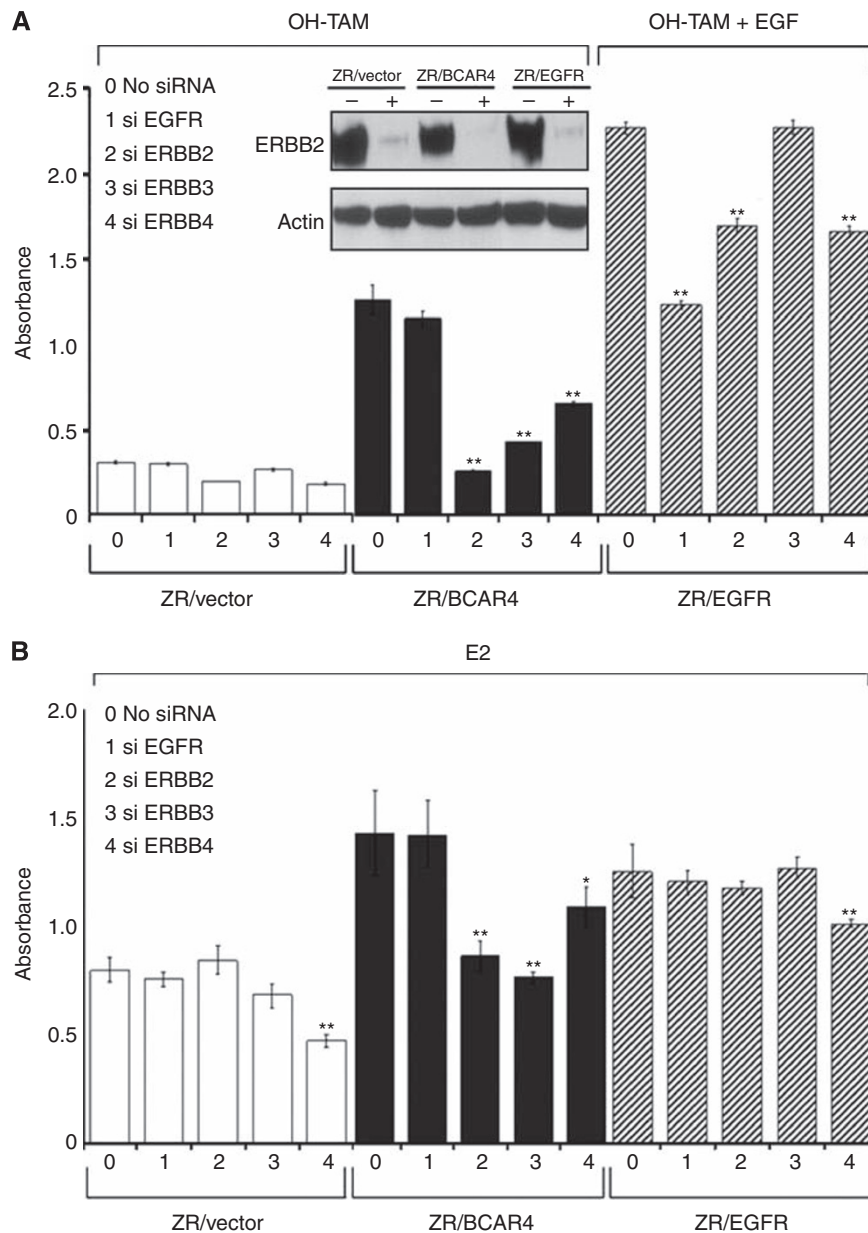 A
OH-TAM
OH-TAM + EGF
2.5
2.0
1.5
1.0
0.5
0
Absorbance
0 No siRNA
1 si EGFR
2 si ERBB2
3 si ERBB3
4 si ERBB4
ZR/vector ZR/BCAR4 ZR/EGFR
– + – + – +
ERBB2
Actin
** ** **
** ** **
0 1 2 3 4 0 1 2 3 4 0 1 2 3 4
ZR/vector ZR/BCAR4 ZR/EGFR
B
E2
2.0
1.5
1.0
0.5
0
Absorbance
0 No siRNA
1 si EGFR
2 si ERBB2
3 si ERBB3
4 si ERBB4
** ** ** * **
0 1 2 3 4 0 1 2 3 4 0 1 2 3 4
ZR/vector ZR/BCAR4 ZR/EGFR